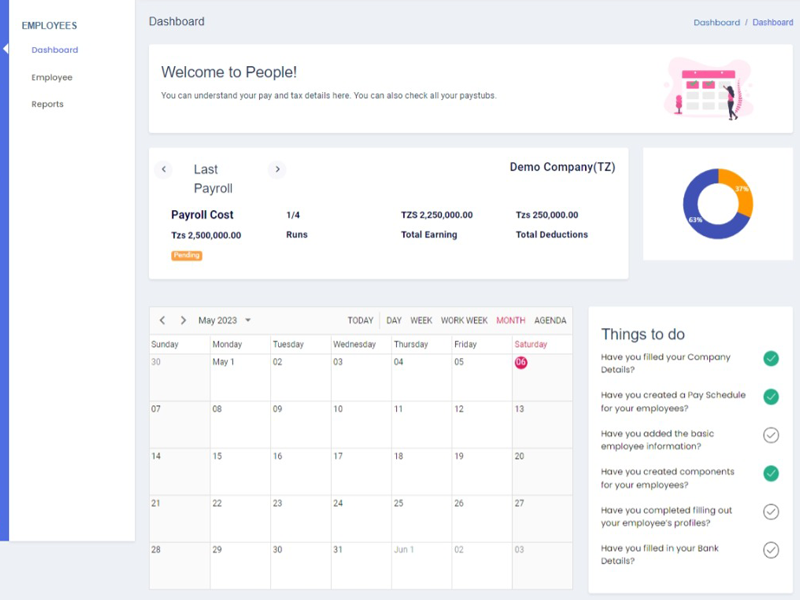 EMPLOYEES
Dashboard
Employee
Reports
Dashboard
Dashboard / Dashboard
Welcome to People!
You can understand your pay and tax details here. You can also check all your paystubs.
Last
Payroll
Demo Company(TZ)
Payroll Cost 1/4 TZS 2,250,000.00 Tzs 250,000.00
Tzs 2,500,000.00 Runs Total Earning Total Deductions
Pending
37%
63%
May 2023 TODAY DAY WEEK WORK WEEK MONTH AGENDA
Sunday Monday Tuesday Wednesday Thursday Friday Saturday
30 May 1 02 03 04 05 06
07 08 09 10 11 12 13
14 15 16 17 18 19 20
21 22 23 24 25 26 27
28 29 30 31 Jun 1 02 03
Things to do
Have you filled your Company
Details?
Have you created a Pay Schedule
for your employees?
Have you added the basic
employee information?
Have you created components
for your employees?
Have you completed filling out
your employee's profiles?
Have you filled in your Bank
Details?